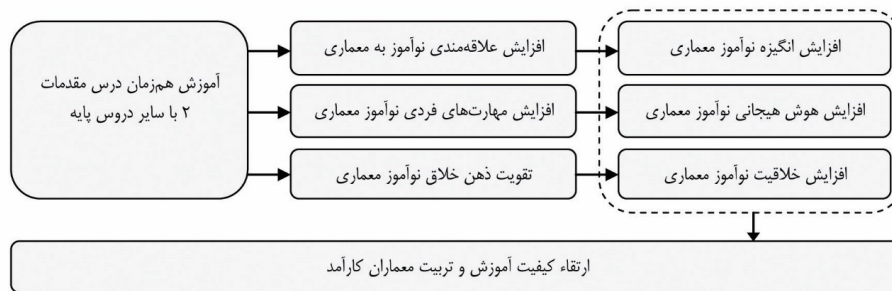 آموزش هم‌زمان درس مقدمات
۲ با سایر دروس پایه
افزایش علاقه‌مندی نوآموز به معماری
افزایش انگیزه نوآموز معماری
افزایش مهارت‌های فردی نوآموز معماری
افزایش هوش هیجانی نوآموز معماری
تقویت ذهن خلاق نوآموز معماری
افزایش خلاقیت نوآموز معماری
ارتقاء کیفیت آموزش و تربیت معماران کارآمد